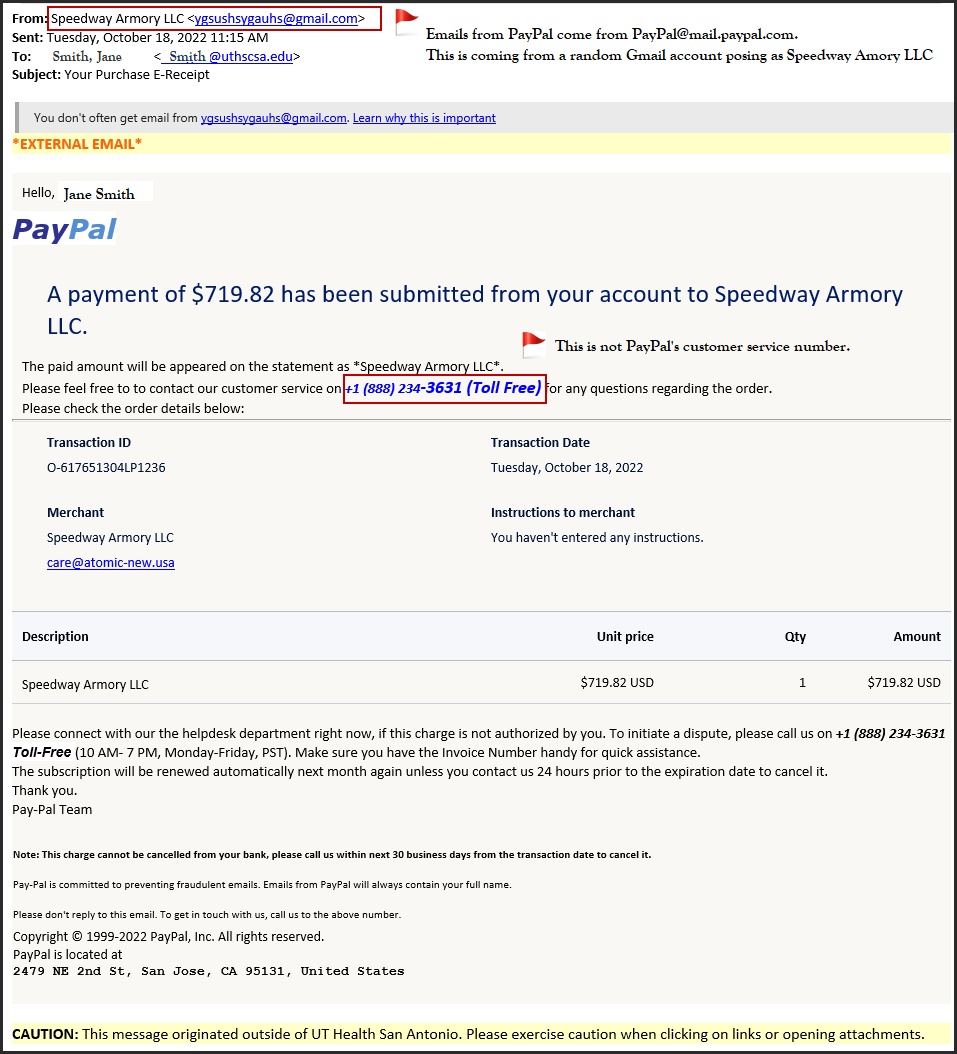 From: Speedway Armory LLC <ygsushsygauhs@gmail.com>
Sent: Tuesday, October 18, 2022 11:15 AM
To: Smith, Jane < Smith @uthscsa.edu>
Subject: Your Purchase E-Receipt
Emails from PayPal come from PayPal@mail.paypal.com.
This is coming from a random Gmail account posing as Speedway Amory LLC
You don't often get email from ygsushsygauhs@gmail.com. Learn why this is important
*EXTERNAL EMAIL*
Hello, Jane Smith
PayPal
A payment of $719.82 has been submitted from your account to Speedway Armory
LLC.
This is not PayPal's customer service number.
The paid amount will be appeared on the statement as *Speedway Armory LLC*.
Please feel free to to contact our customer service on +1 (888) 234-3631 (Toll Free) for any questions regarding the order.
Please check the order details below:
Transaction ID Transaction Date
O-617651304LP1236 Tuesday, October 18, 2022
Merchant Instructions to merchant
Speedway Armory LLC You haven't entered any instructions.
care@atomic-new.usa
Description Unit price Qty Amount
Speedway Armory LLC $719.82 USD 1 $719.82 USD
Please connect with our the helpdesk department right now, if this charge is not authorized by you. To initiate a dispute, please call us on +1 (888) 234-3631
Toll-Free (10 AM- 7 PM, Monday-Friday, PST). Make sure you have the Invoice Number handy for quick assistance.
The subscription will be renewed automatically next month again unless you contact us 24 hours prior to the expiration date to cancel it.
Thank you.
Pay-Pal Team
Note: This charge cannot be cancelled from your bank, please call us within next 30 business days from the transaction date to cancel it.
Pay-Pal is committed to preventing fraudulent emails. Emails from PayPal will always contain your full name.
Please don't reply to this email. To get in touch with us, call us to the above number.
Copyright © 1999-2022 PayPal, Inc. All rights reserved.
PayPal is located at
2479 NE 2nd St, San Jose, CA 95131, United States
CAUTION: This message originated outside of UT Health San Antonio. Please exercise caution when clicking on links or opening attachments.